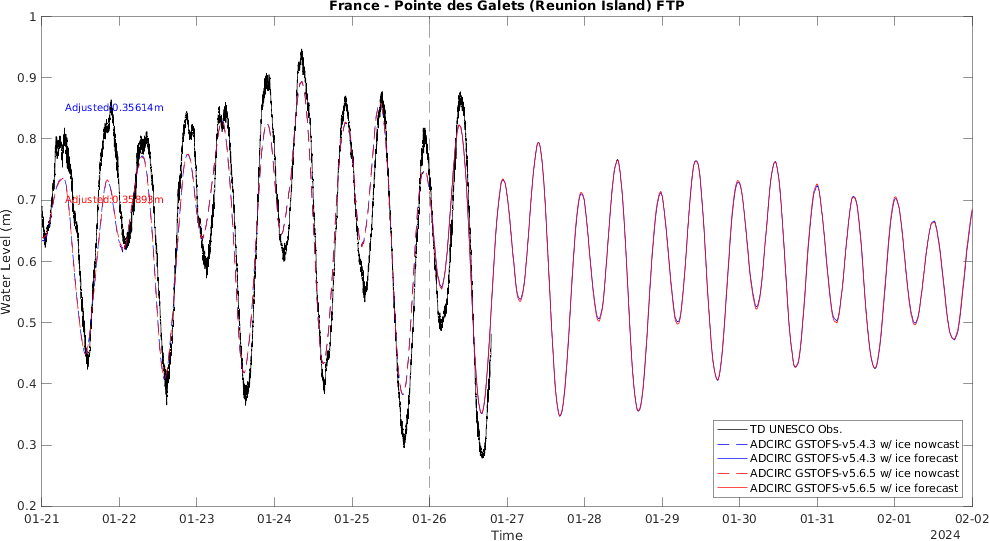 France - Pointe des Galets (Reunion Island) FTP
1
0.9
0.8
0.7
0.6
0.5
0.4
0.3
0.2
Water Level (m)
Adjusted:0.35614m
Adjusted:0.35893m
TD UNESCO Obs.
ADCIRC GSTOFS-v5.4.3 w/ ice nowcast
ADCIRC GSTOFS-v5.4.3 w/ ice forecast
ADCIRC GSTOFS-v5.6.5 w/ ice nowcast
ADCIRC GSTOFS-v5.6.5 w/ ice forecast
01-21 01-22 01-23 01-24 01-25 01-26 01-27 01-28 01-29 01-30 01-31 02-01 02-02
Time
2024